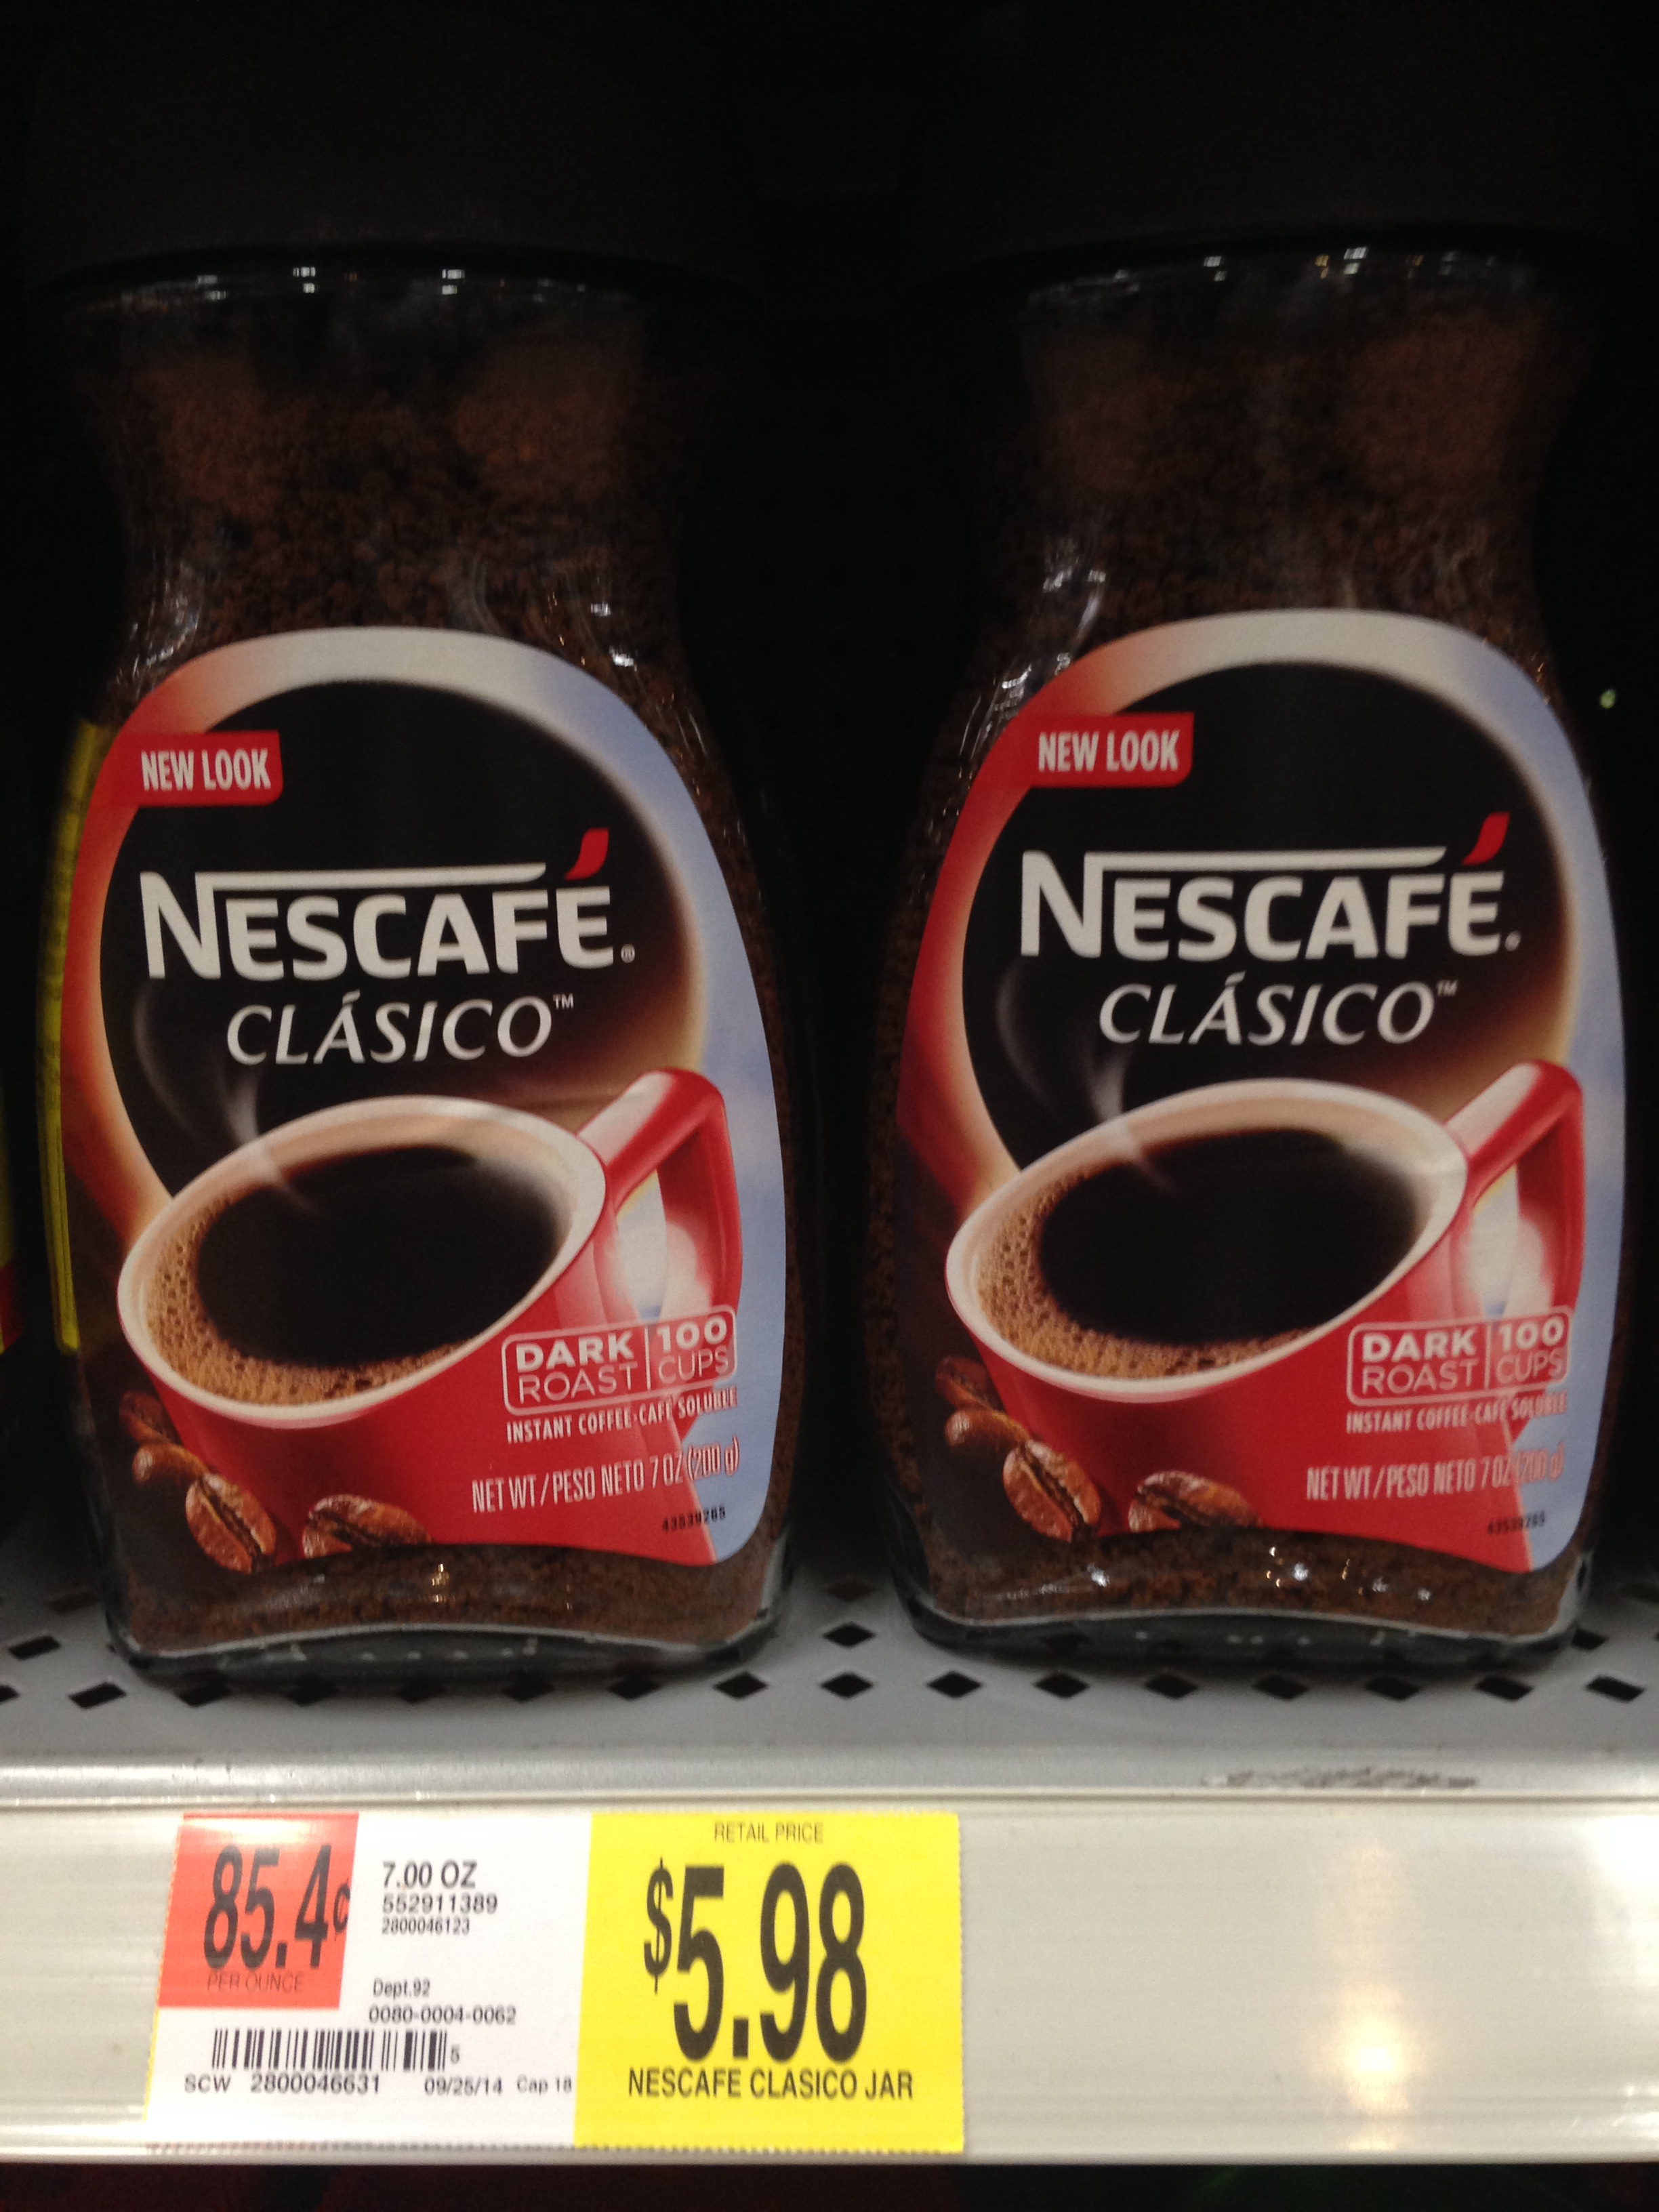 NEW LOOK
NESCAFÉ®
CLÁSICO™
DARK ROAST 100 CUPS
INSTANT COFFEE-CAFÉ SOLUBLE
NET WT / PESO NETO 7 OZ (200 g)
43539285
NEW LOOK
NESCAFÉ®
CLÁSICO™
DARK ROAST 100 CUPS
INSTANT COFFEE-CAFÉ SOLUBLE
NET WT / PESO NETO 7 OZ (200 g)
43539285
85.4¢
PER OUNCE
7.00 OZ
552911389
2800046123
Dept.92
0080-0004-0062
5
SCW 2800046631 09/25/14 Cap 18
RETAIL PRICE
$5.98
NESCAFE CLASICO JAR